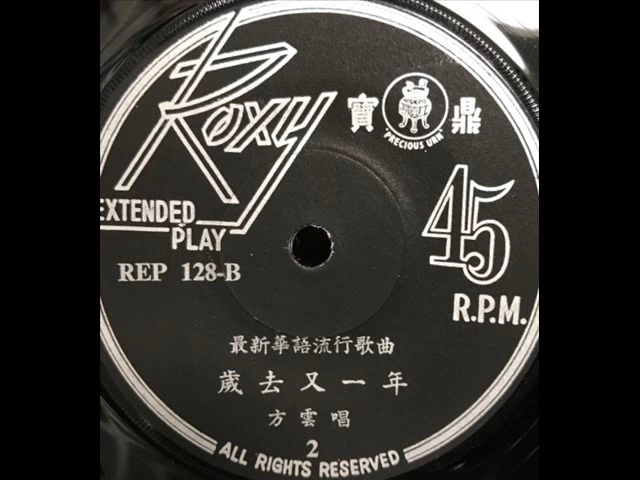 Roxy
寶鼎
"PRECIOUS URN"
EXTENDED PLAY
45
R.P.M.
REP 128-B
最新華語流行歌曲
歲去又一年
方雲唱
2
ALL RIGHTS RESERVED